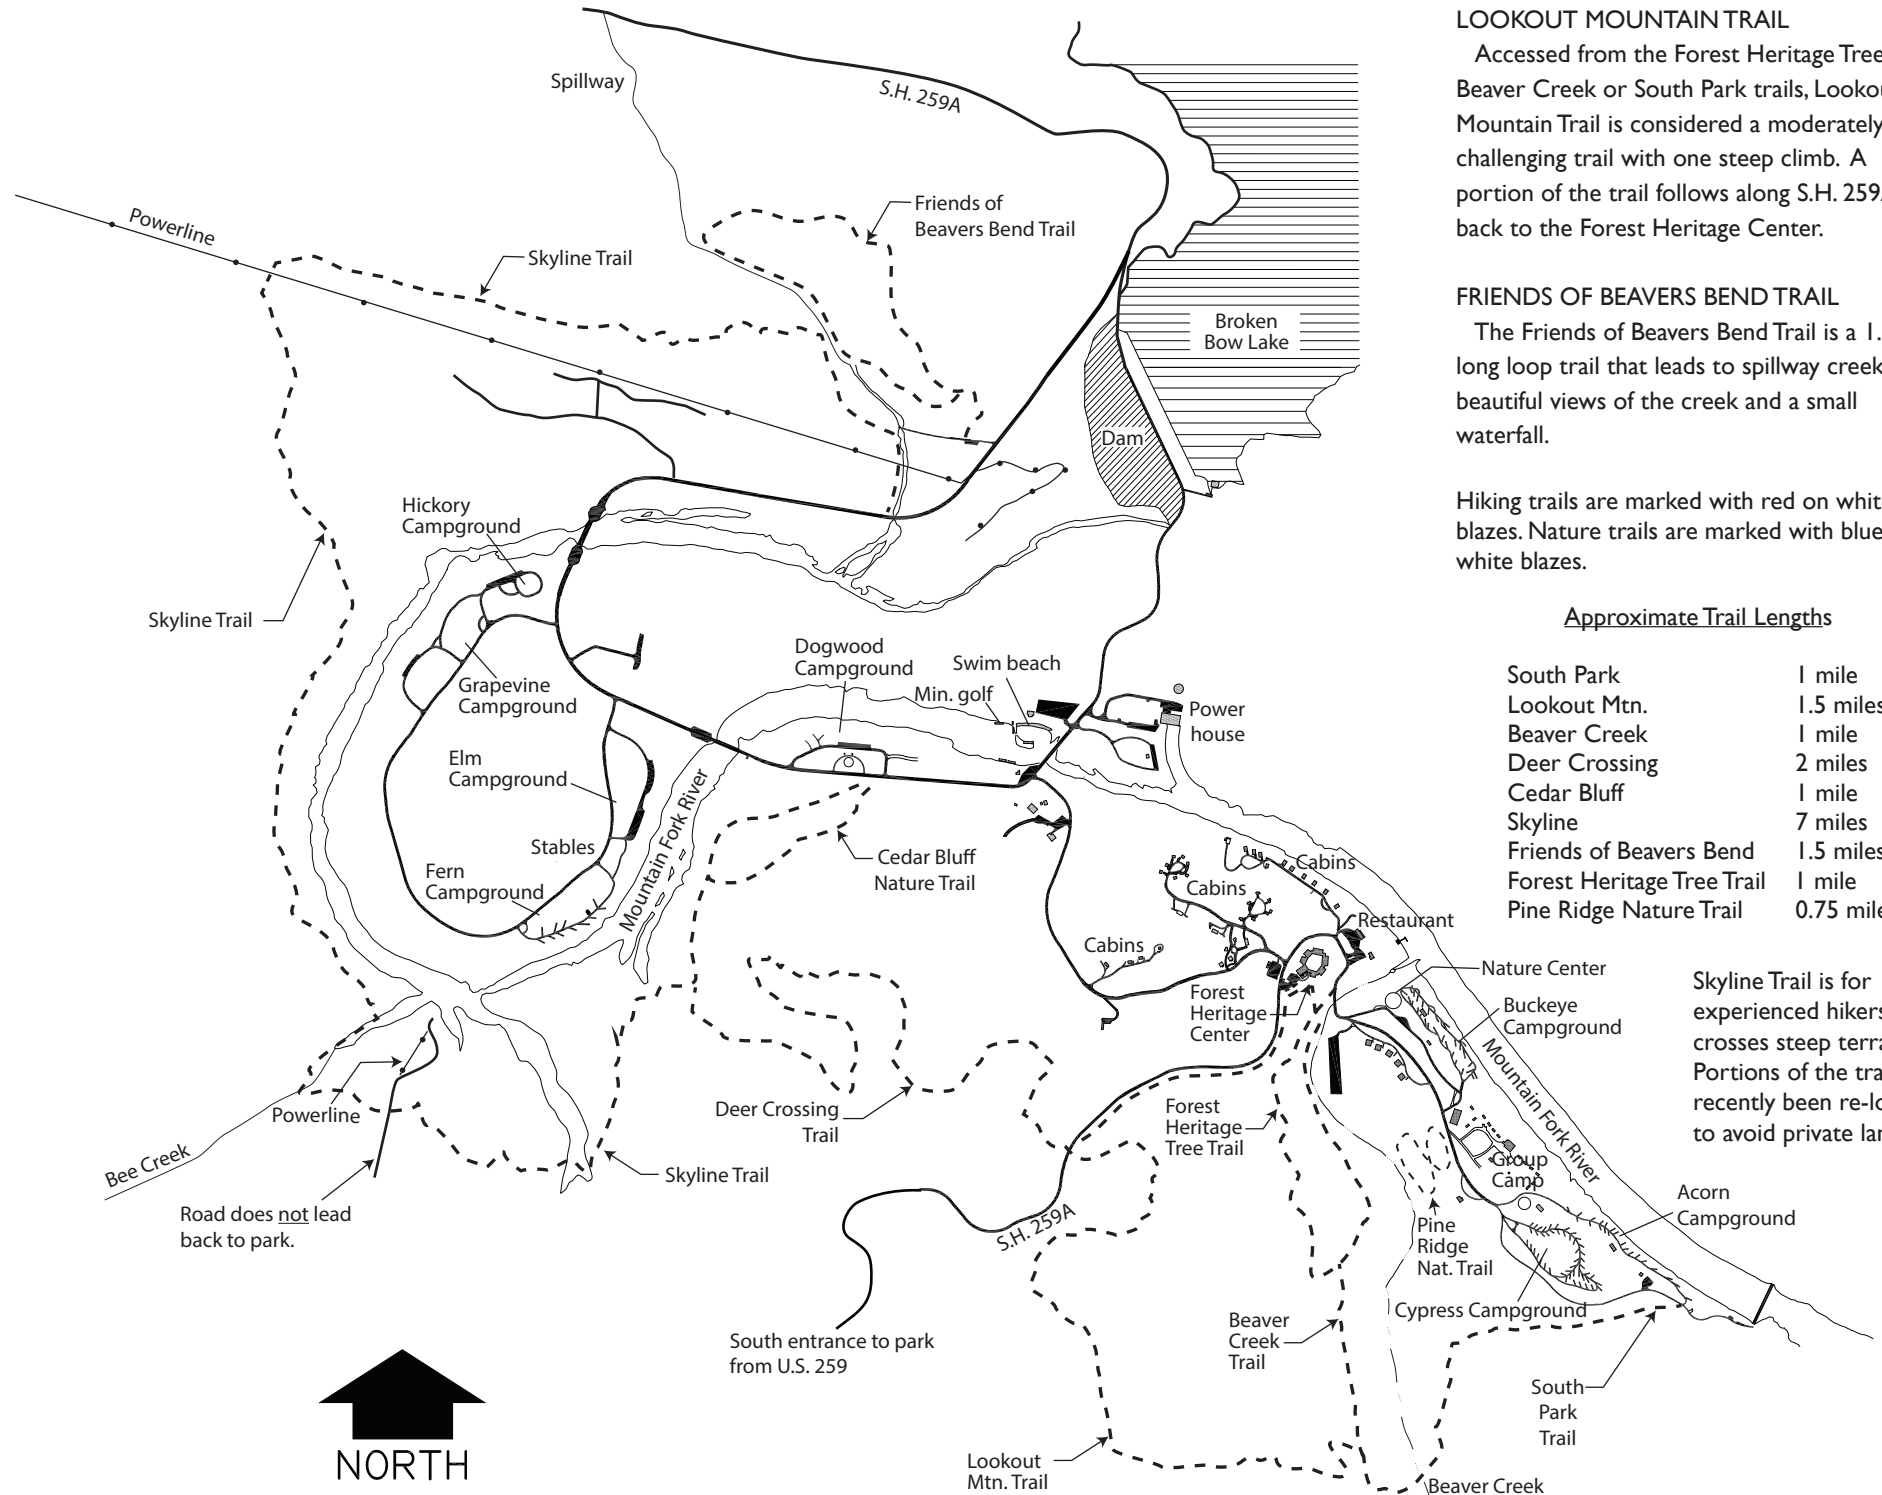 LOOKOUT MOUNTAIN TRAIL
Accessed from the Forest Heritage Tree
Beaver Creek or South Park trails,
Mountain Trail is considered a moderately
challenging trail with one steep climb. A
portion of the trail follows along S.H.
back to the Forest Heritage Center.
FRIENDS OF BEAVERS BEND TRAIL
The Friends of Beavers Bend Trail is a 1.
long loop trail that leads to spillway creek
beautiful views of the creek and a small
waterfall.
Hiking trails are marked with red on white
blazes. Nature trails are marked with blue
white blazes.
Approximate Trail Lengths
South Park 1 mile
Lookout Mtn. 1.5 miles
Beaver Creek 1 mile
Deer Crossing 2 miles
Cedar Bluff 1 mile
Skyline 7 miles
Friends of Beavers Bend 1.5 miles
Forest Heritage Tree Trail 1 mile
Pine Ridge Nature Trail 0.75
Skyline Trail is for
experienced hikers
crosses steep
Portions of the
recently been
to avoid private
Spillway
S.H. 259A
Powerline
Friends of
Beavers Bend Trail
Skyline Trail
Broken
Bow Lake
Dam
Hickory
Campground
Skyline Trail
Grapevine
Campground
Dogwood
Campground
Swim beach
Min. golf
Power
house
Elm
Campground
Stables
Fern
Campground
Mountain Fork River
Cedar Bluff
Nature Trail
Cabins
Cabins
Cabins
Restaurant
Nature Center
Buckeye
Campground
Forest
Heritage
Center
Mountain Fork River
Powerline
Deer Crossing
Trail
Forest
Heritage
Tree Trail
Group
Camp
Bee Creek
Skyline Trail
Acorn
Campground
Road does not lead
back to park.
S.H. 259A
Pine
Ridge
Nat. Trail
Cypress Campground
South entrance to park
from U.S. 259
Beaver
Creek
Trail
South
Park
Trail
Lookout
Mtn. Trail
Beaver Creek
NORTH